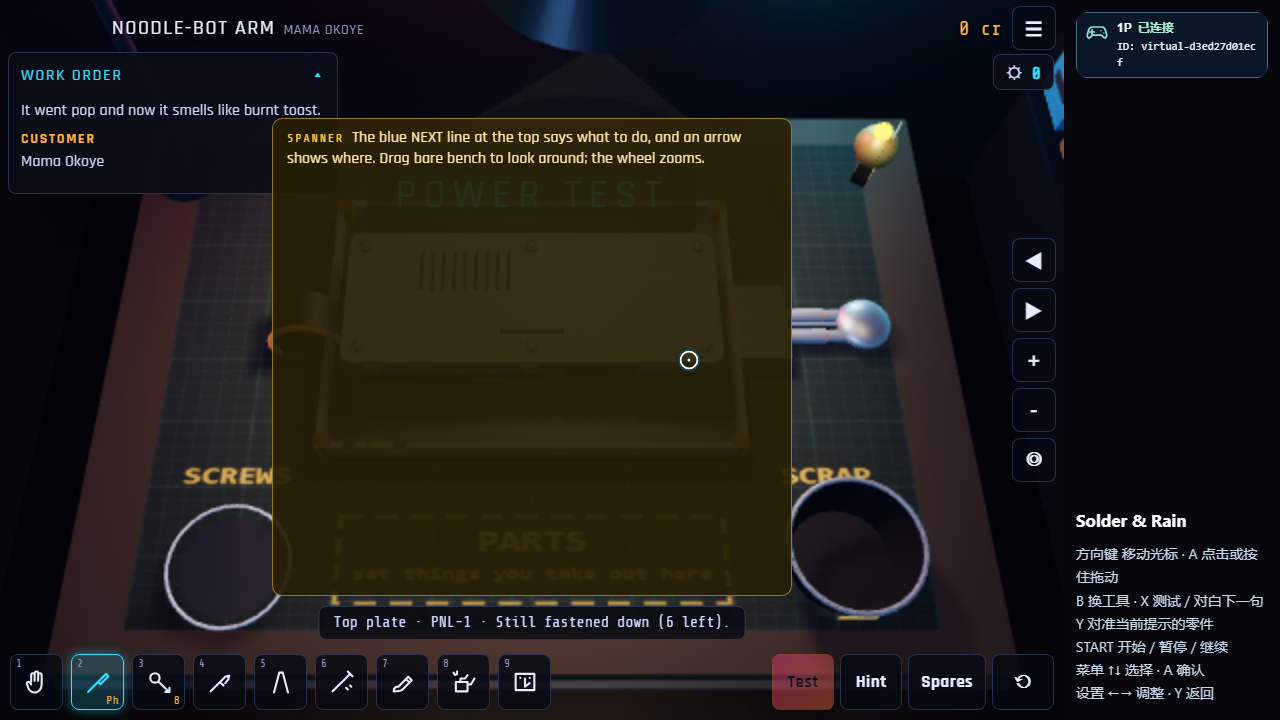 NOODLE-BOT ARM MAMA OKOYE
0 cr
0
WORK ORDER
It went pop and now it smells like burnt toast.
CUSTOMER
Mama Okoye
SPANNER The blue NEXT line at the top says what to do, and an arrow
shows where. Drag bare bench to look around; the wheel zooms.
POWER TEST
SCREWS
SCRAP
PARTS
set things you take out here
Top plate · PNL-1 · Still fastened down (6 left).
1
2
Ph
3
8
4
5
6
7
8
9
Test
Hint
Spares
1P 已连接
ID: virtual-d3ed27d01ec
f
Solder & Rain
方向键 移动光标 · A 点击或按
住拖动
B 换工具 · X 测试 / 对白下一句
Y 对准当前提示的零件
START 开始 / 暂停 / 继续
菜单 ↑↓ 选择 · A 确认
设置 ←→ 调整 · Y 返回